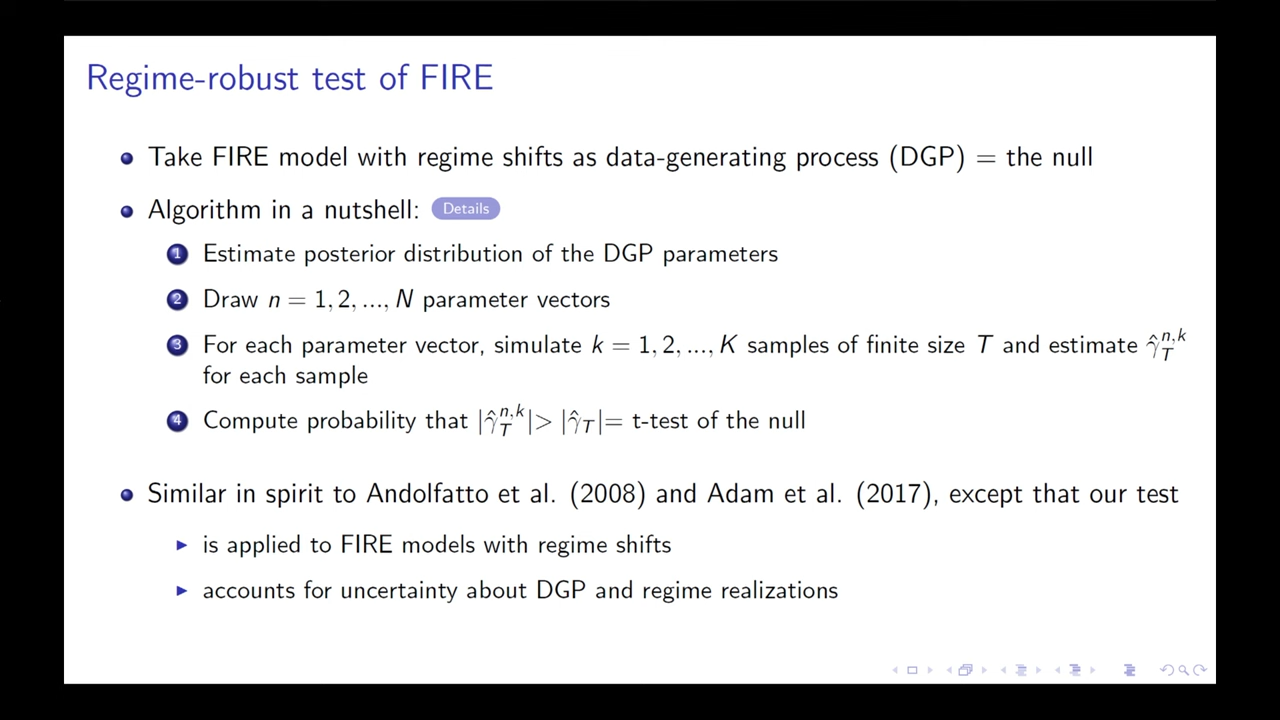 Regime-robust test of FIRE
Take FIRE model with regime shifts as data-generating process (DGP) = the null
Algorithm in a nutshell: Details
1 Estimate posterior distribution of the DGP parameters
2 Draw n = 1, 2, ..., N parameter vectors
3 For each parameter vector, simulate k = 1, 2, ..., K samples of finite size T and estimate γ̂_T^{n,k}
for each sample
4 Compute probability that |γ̂_T^{n,k}|> |γ̂_T|= t-test of the null
Similar in spirit to Andolfatto et al. (2008) and Adam et al. (2017), except that our test
is applied to FIRE models with regime shifts
accounts for uncertainty about DGP and regime realizations